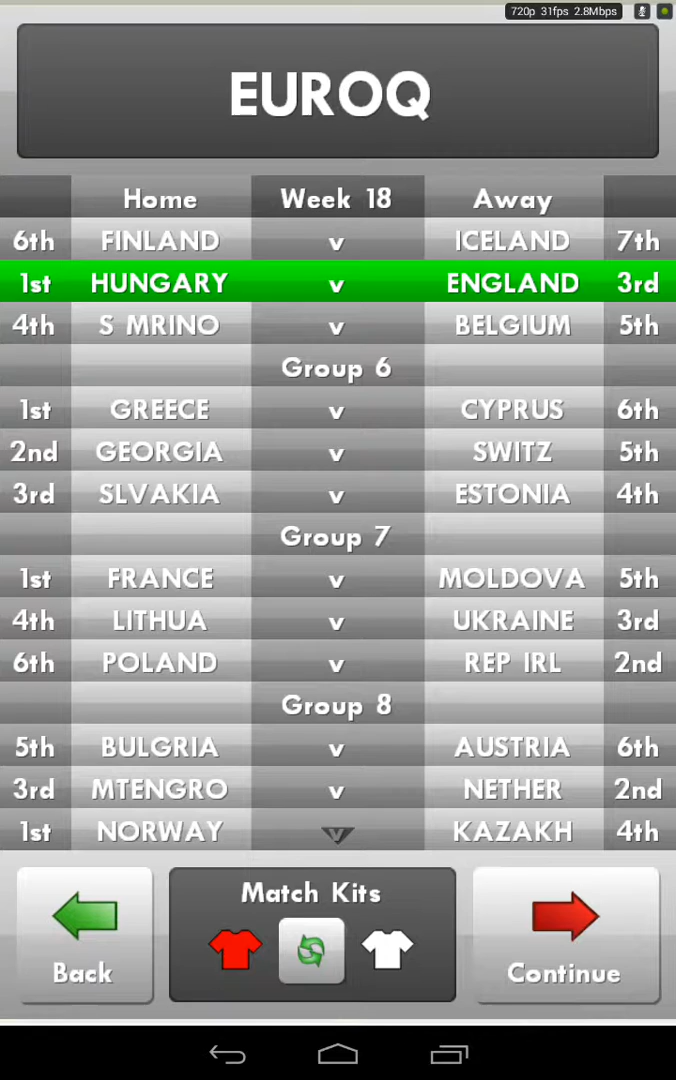 720p 31fps 2.8Mbps
EUROQ
Home Week 18 Away
6th FINLAND v ICELAND 7th
1st HUNGARY v ENGLAND 3rd
4th S MRINO v BELGIUM 5th
Group 6
1st GREECE v CYPRUS 6th
2nd GEORGIA v SWITZ 5th
3rd SLVAKIA v ESTONIA 4th
Group 7
1st FRANCE v MOLDOVA 5th
4th LITHUA v UKRAINE 3rd
6th POLAND v REP IRL 2nd
Group 8
5th BULGRIA v AUSTRIA 6th
3rd MTENGRO v NETHER 2nd
1st NORWAY v KAZAKH 4th
Match Kits
Back
Continue